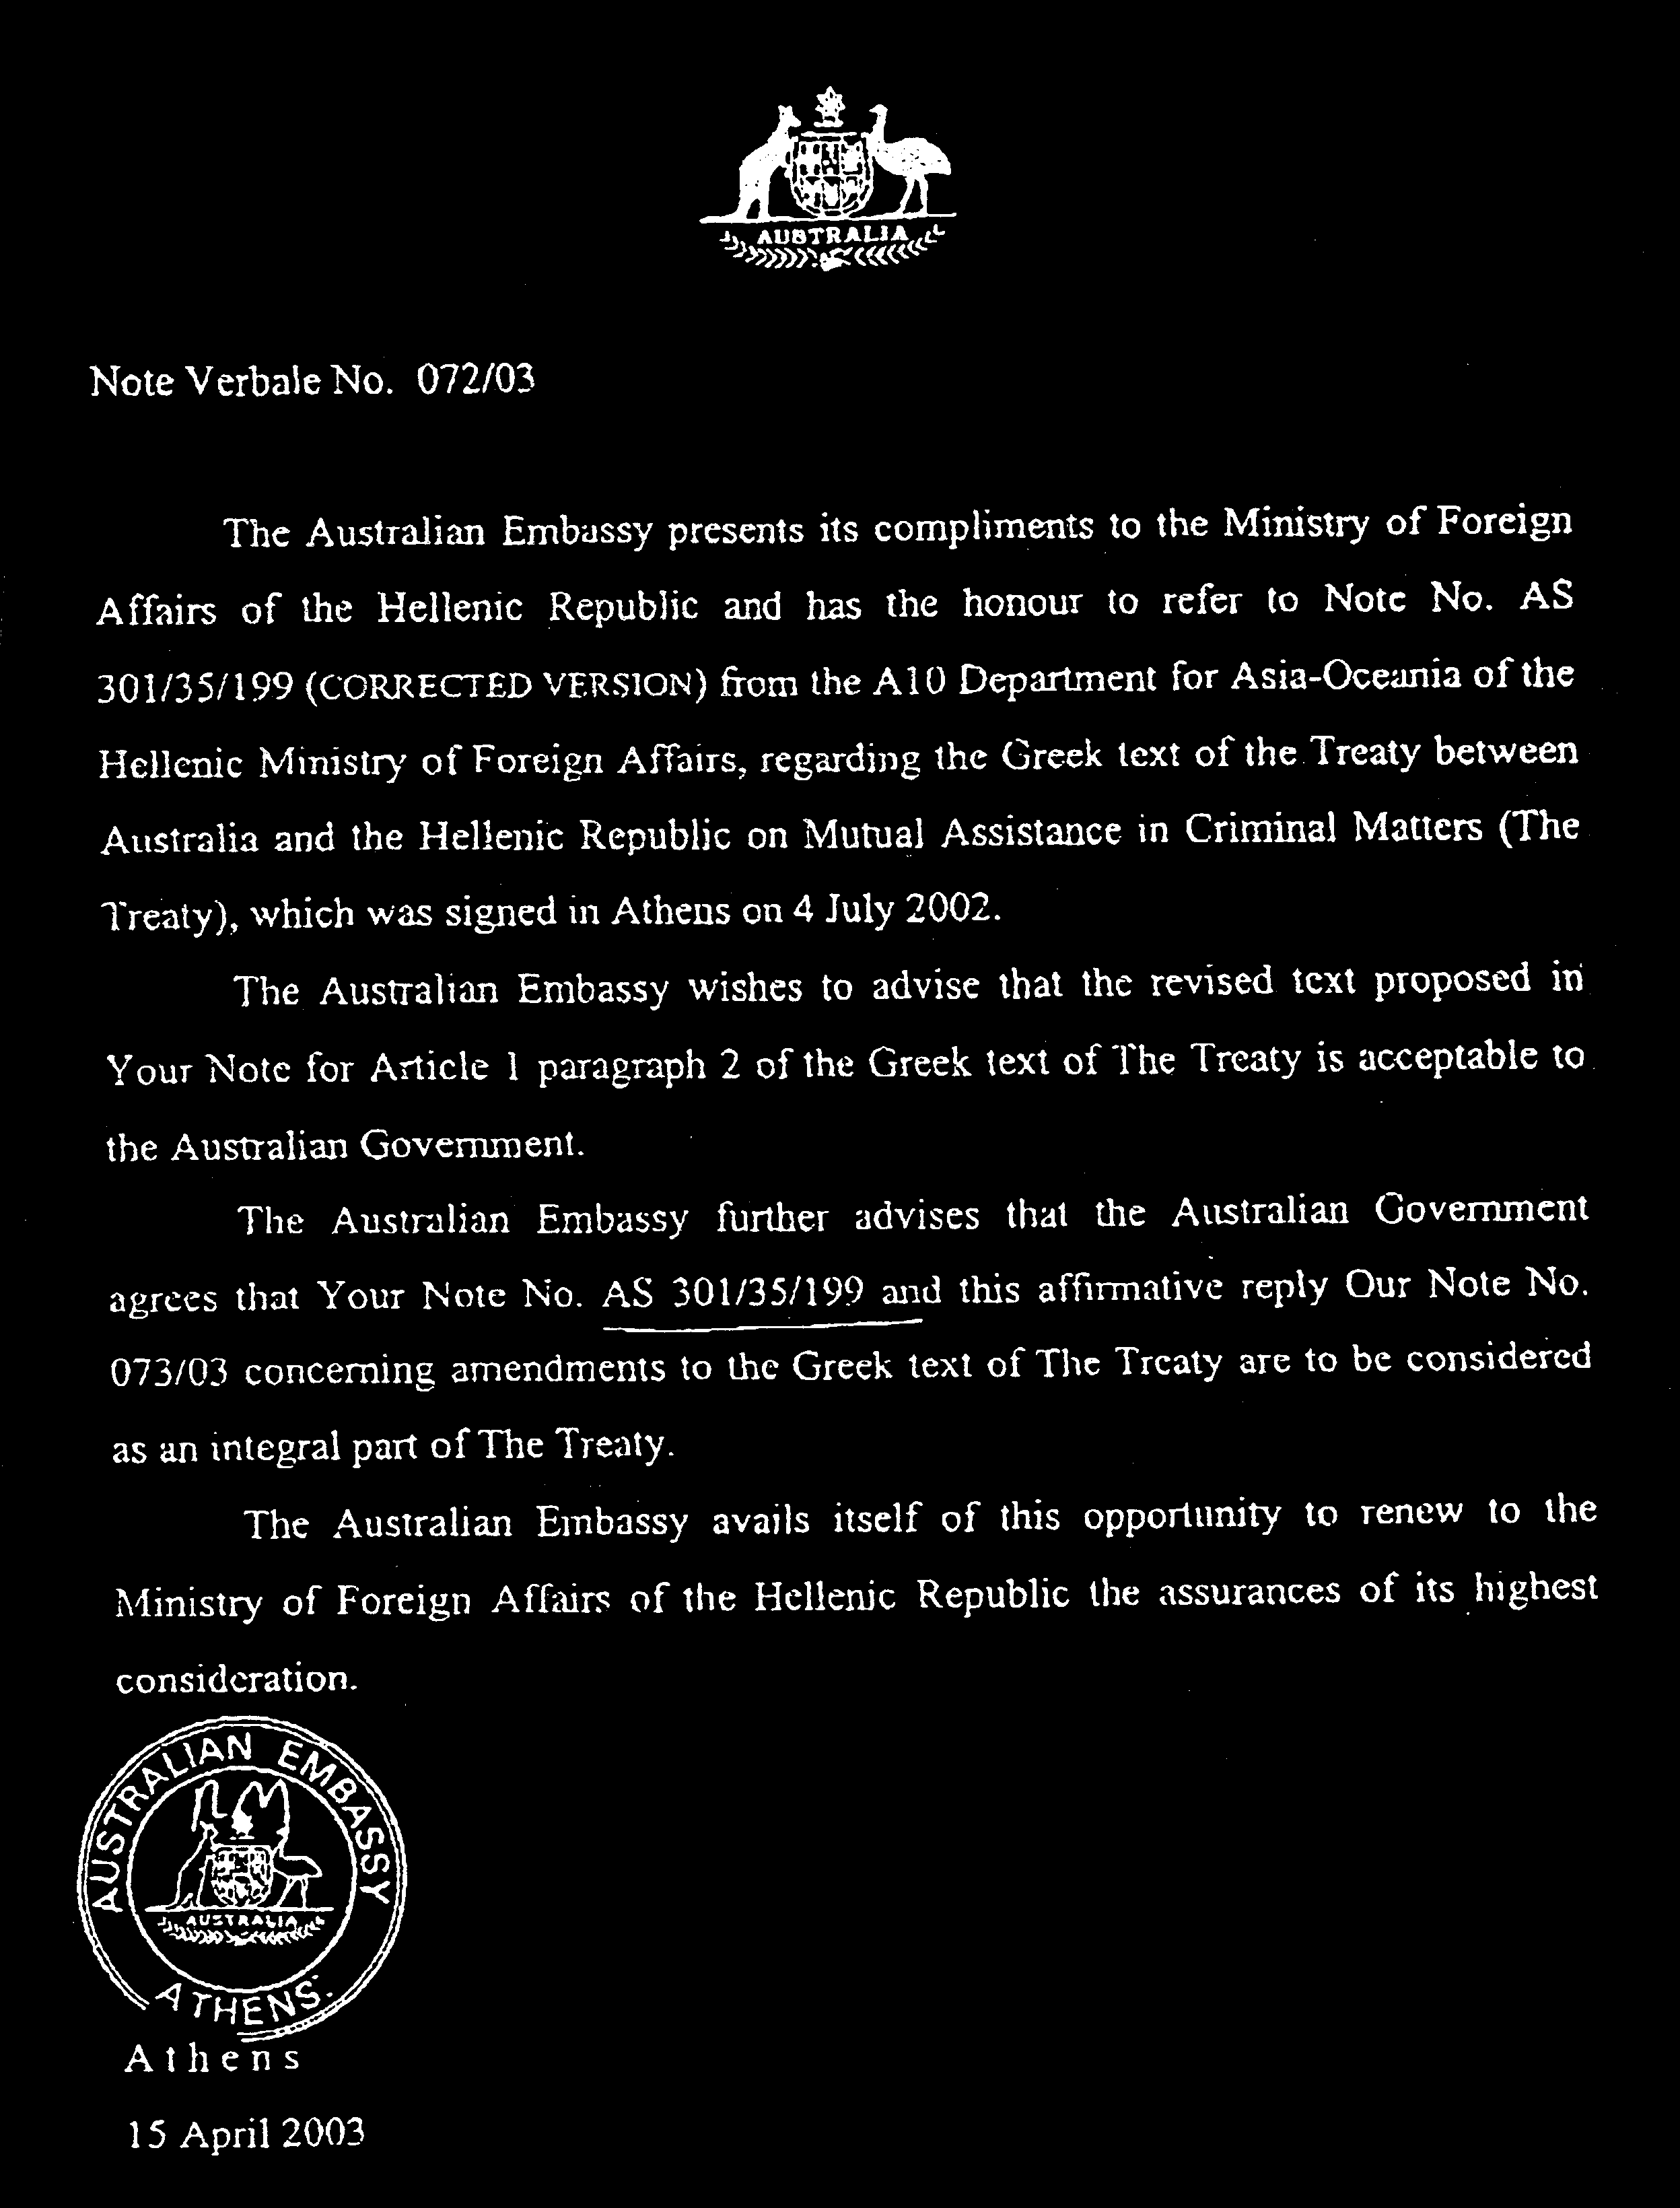 AUSTRALIA
Note Verbale No. 072/03
The Australian Embassy presents its compliments to the Ministry of Foreign
Affairs of the Hellenic Republic and has the honour to refer to Note No. AS
301/35/199 (CORRECTED VERSION) from the A10 Department for Asia-Oceania of the
Hellenic Ministry of Foreign Affairs, regarding the Greek text of the Treaty between
Australia and the Hellenic Republic on Mutual Assistance in Criminal Matters (The
Treaty), which was signed in Athens on 4 July 2002.
The Australian Embassy wishes to advise that the revised text proposed in
Your Note for Article 1 paragraph 2 of the Greek text of The Treaty is acceptable to
the Australian Government.
The Australian Embassy further advises that the Australian Government
agrees that Your Note No. AS 301/35/199 and this affirmative reply Our Note No.
073/03 concerning amendments to the Greek text of The Treaty are to be considered
as an integral part of The Treaty.
The Australian Embassy avails itself of this opportunity to renew to the
Ministry of Foreign Affairs of the Hellenic Republic the assurances of its highest
consideration.
AUSTRALIAN EMBASSY
AUSTRALIA
ATHENS
Athens
15 April 2003